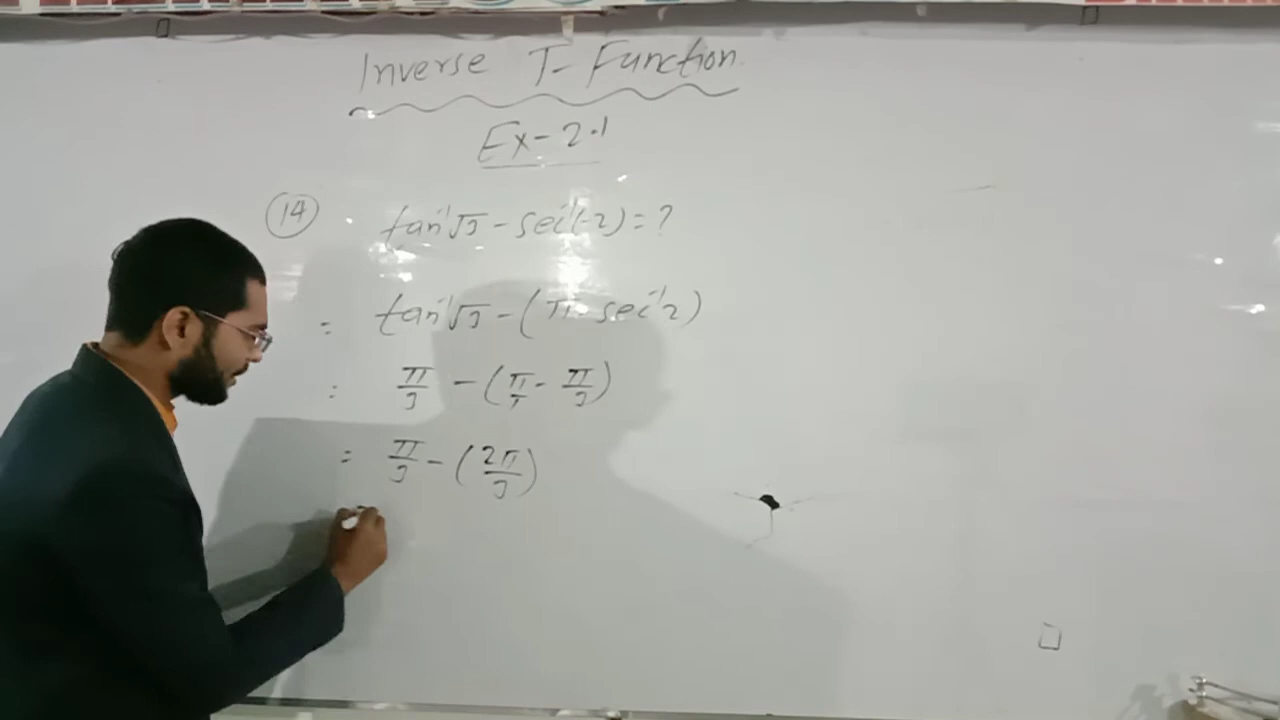 Inverse T- Function
Ex-2.1
14 tan⁻¹√3 - sec⁻¹(-2) = ?
= tan⁻¹√3 - (π - sec⁻¹2)
= π/3 - (π/1 - π/3)
= π/3 - (2π/3)